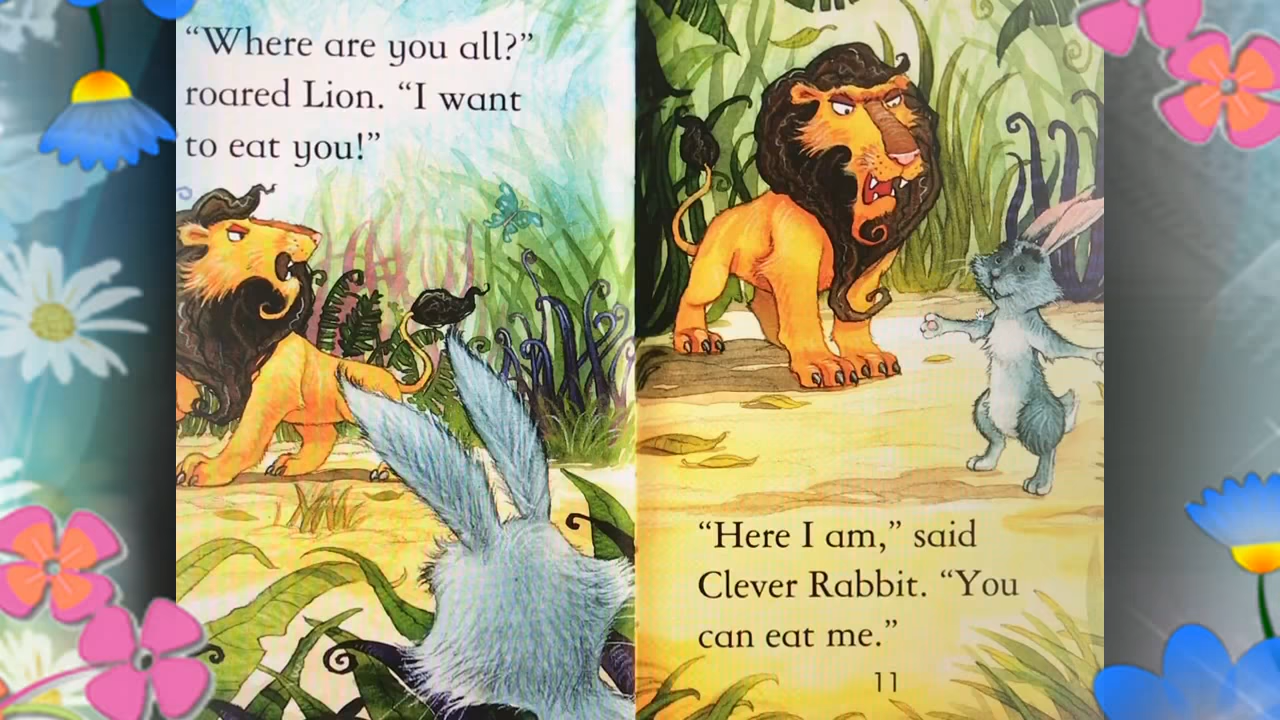 “Where are you all?”
roared Lion. “I want
to eat you!”
“Here I am,” said
Clever Rabbit. “You
can eat me.”
11